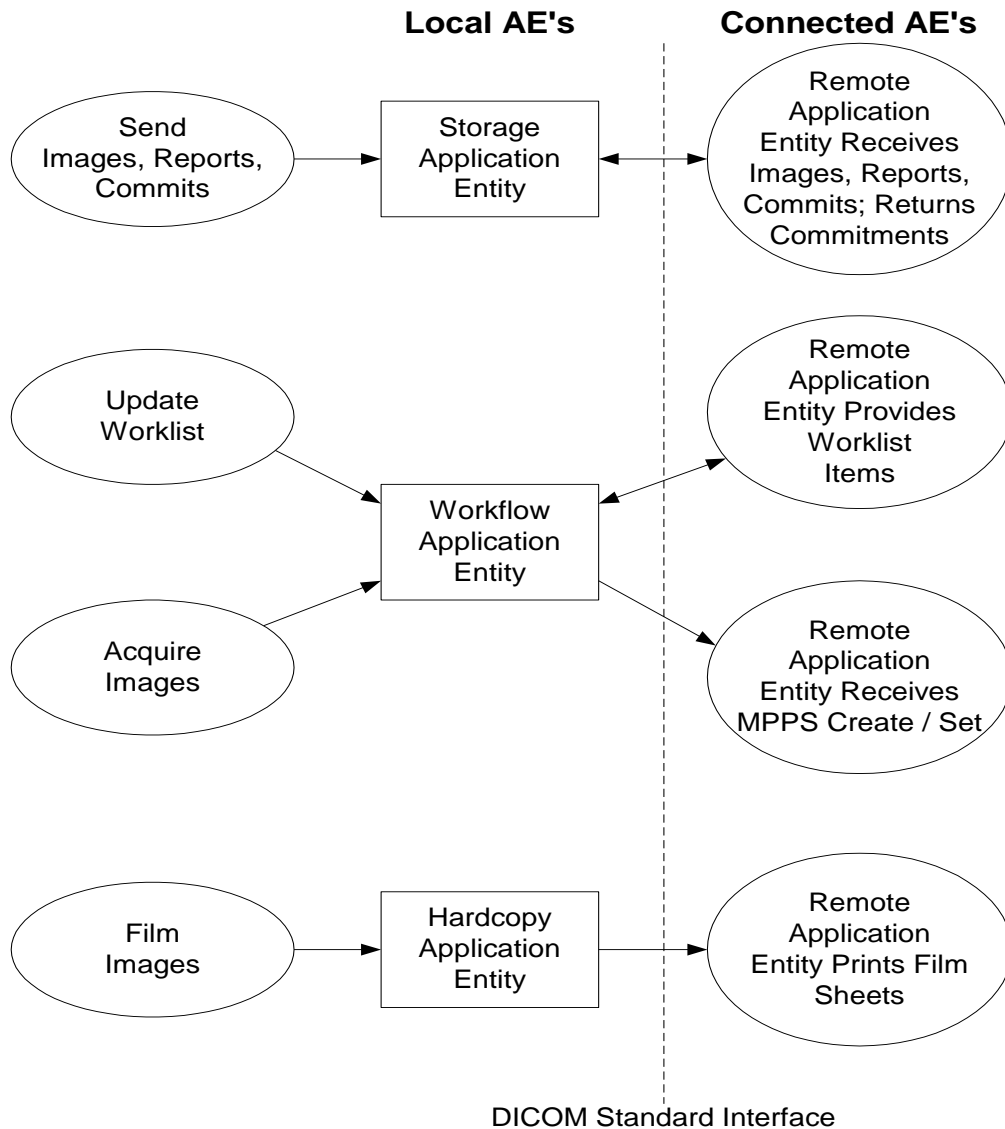 Local AE's
Connected AE's
Send
Images, Reports,
Commits
Storage
Application
Entity
Remote
Application
Entity Receives
Images, Reports,
Commits; Returns
Commitments
Update
Worklist
Remote
Application
Entity Provides
Worklist
Items
Workflow
Application
Entity
Acquire
Images
Remote
Application
Entity Receives
MPPS Create / Set
Film
Images
Hardcopy
Application
Entity
Remote
Application
Entity Prints Film
Sheets
DICOM Standard Interface